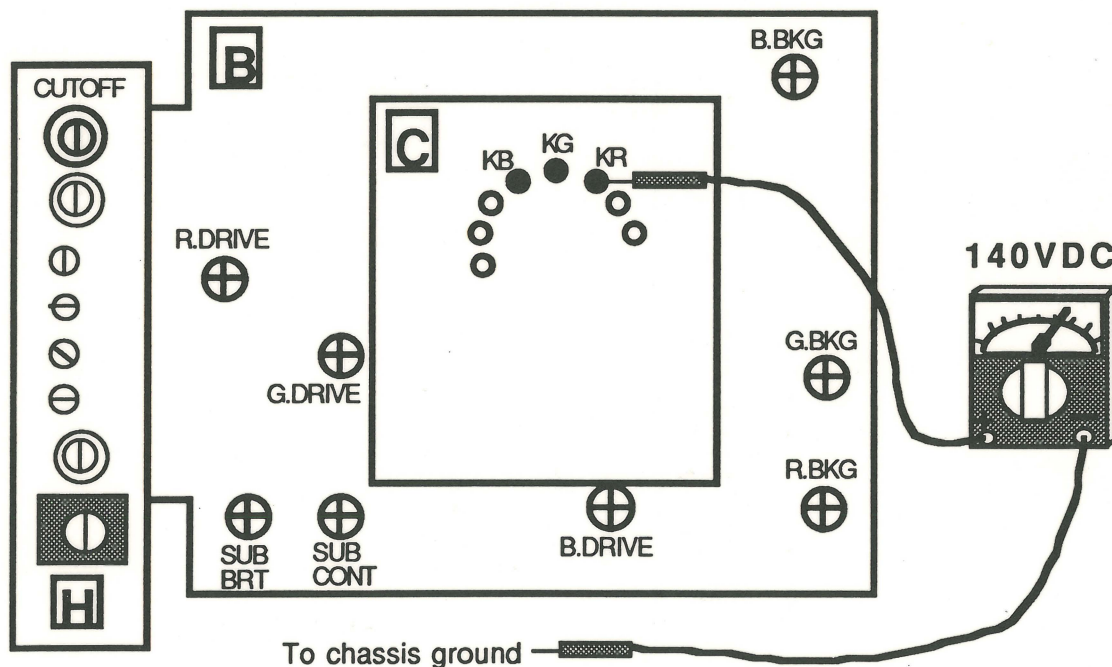 B.BKG
B
CUTOFF
C
KB
KG
KR
R.DRIVE
140VDC
G.BKG
G.DRIVE
R.BKG
SUB
BRT
SUB
CONT
B.DRIVE
H
To chassis ground